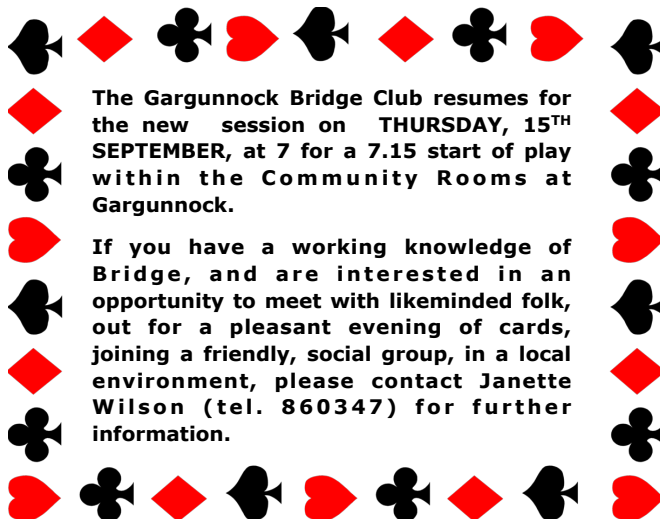 The Gargunnock Bridge Club resumes for
the new session on THURSDAY, 15TH
SEPTEMBER, at 7 for a 7.15 start of play
within the Community Rooms at
Gargunnock.
If you have a working knowledge of
Bridge, and are interested in an
opportunity to meet with likeminded folk,
out for a pleasant evening of cards,
joining a friendly, social group, in a local
environment, please contact Janette
Wilson (tel. 860347) for further
information.